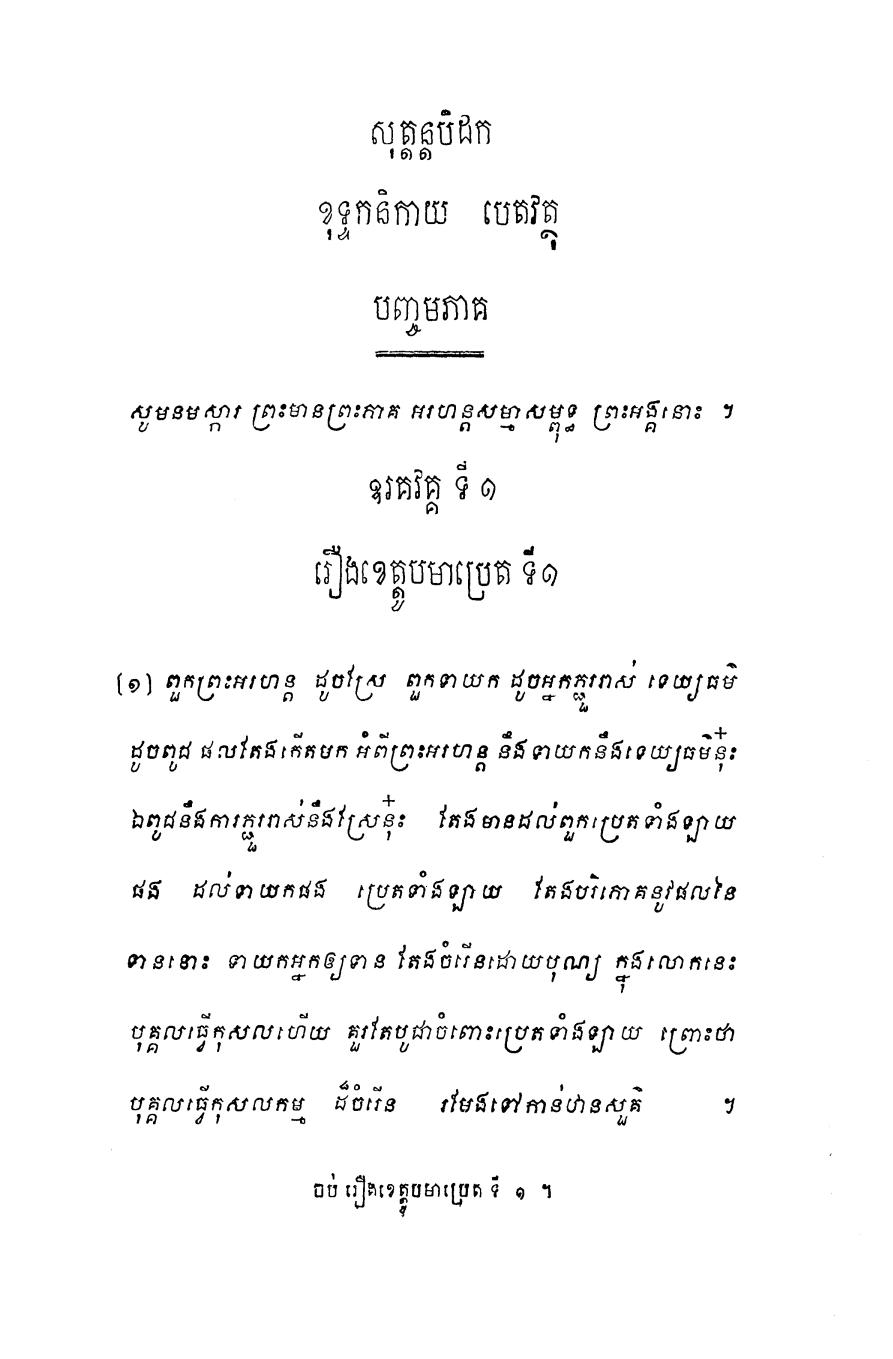 សុត្តន្តបិដក
ខុទ្ទកនិកាយ បេតវត្ថុ
បញ្ចមភាគ
សូមនមស្ការ ព្រះមានព្រះភាគ អរហន្តសម្មាសម្ពុទ្ធ ព្រះអង្គនោះ ។
ឧរគវិគ្គ ទី ១
រឿងខេត្តូបមាប្រេត ទី១
(១) ពួកព្រះអរហន្ត ដូចស្រែ ពួកទាយក ដូចអ្នកភ្ជួររាស់ ទេយ្យធម៌
ដូចពូជ ផលតែងកើតមក អំពីព្រះអរហន្ត នឹងទាយកនឹងទេយ្យធម៌នុ៎ះ
ឯពូជនឹងការភ្ជួររាស់នឹងស្រែនុ៎ះ តែងមានដល់ពួកប្រេតទាំងឡាយ
ផង ដល់ទាយកផង ប្រេតទាំងឡាយ តែងបរិភោគនូវផលនៃ
ទាននោះ ទាយកអ្នកឲ្យទាន តែងចំរើនដោយបុណ្យ ក្នុងលោកនេះ
បុគ្គលធ្វើកុសលហើយ គួរតែបូជាចំពោះប្រេតទាំងឡាយ ព្រោះថា
បុគ្គលធ្វើកុសលកម្ម ដ៏ចំរើន រមែងទៅកាន់ឋានសួគ៌ ។
ចប់ រឿងខេត្តូបមាប្រេត ទី ១ ។